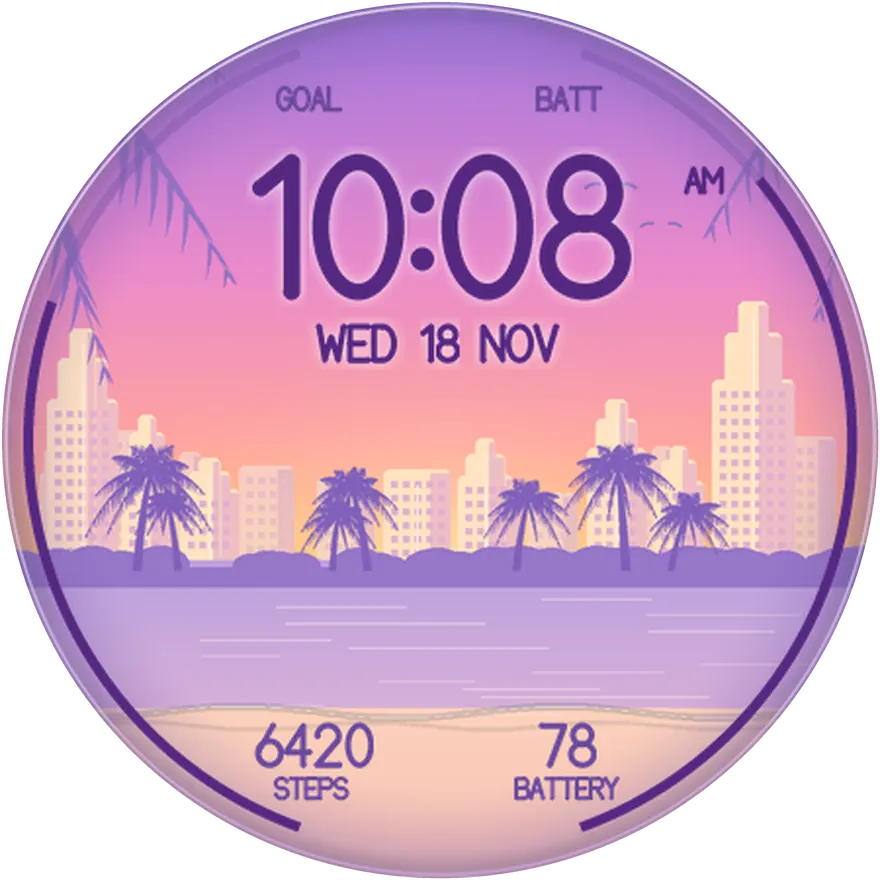 GOAL BATT
10:08 AM
WED 18 NOV
6420 78
STEPS BATTERY